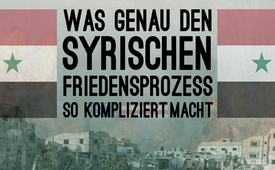 WAS GENAU DEN
SYRISCHEN
FRIEDENSPROZESS
SO KOMPLIZIERT MACHT